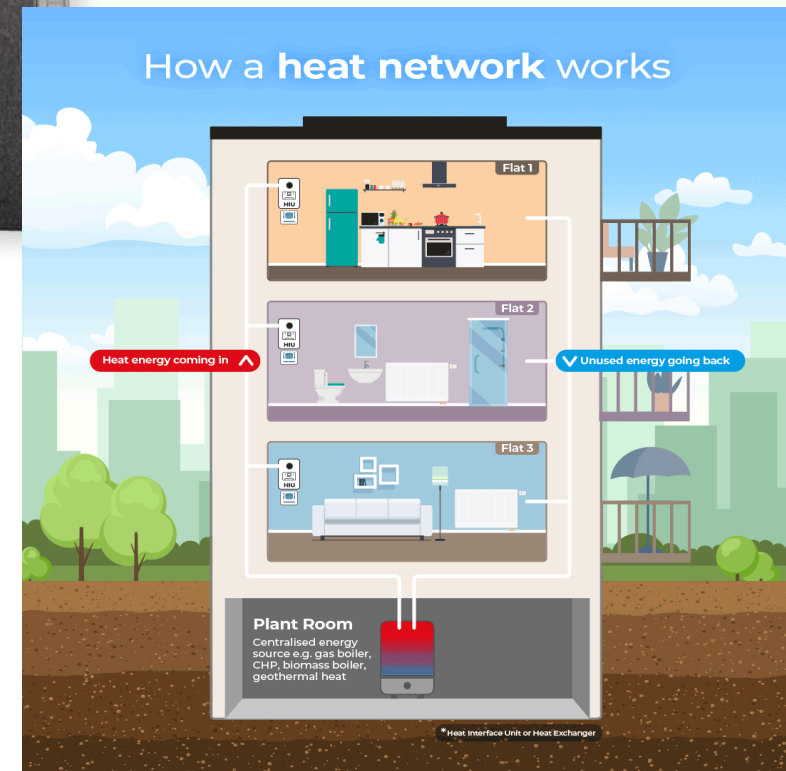 How a heat network works
Flat 1
HIU
Flat 2
HIU
Heat energy coming in
Unused energy going back
Flat 3
HIU
Plant Room
Centralised energy
source e.g. gas boiler,
CHP, biomass boiler,
geothermal heat
*Heat Interface Unit or Heat Exchanger